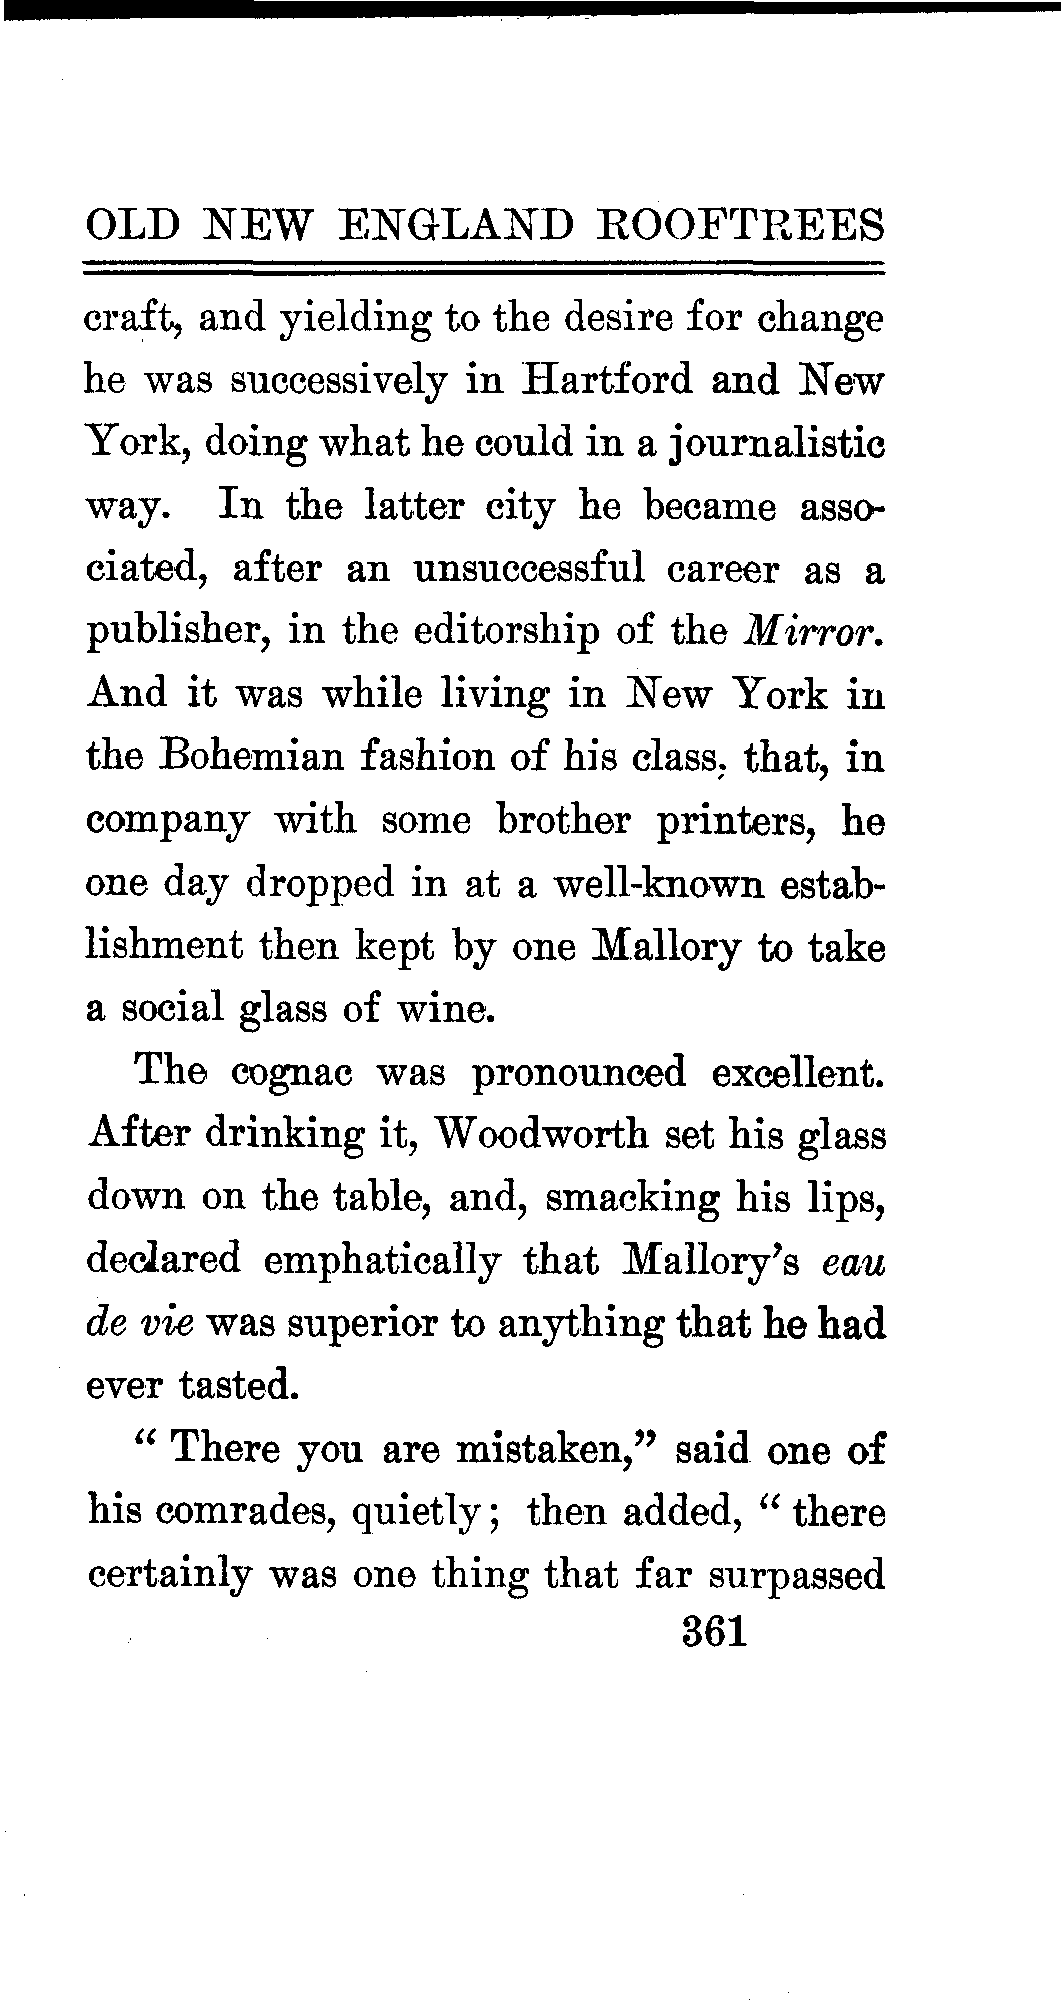 OLD NEW ENGLAND ROOFTREES
craft, and yielding to the desire for change
he was successively in Hartford and New
York, doing what he could in a journalistic
way. In the latter city he became asso-
ciated, after an unsuccessful career as a
publisher, in the editorship of the Mirror.
And it was while living in New York in
the Bohemian fashion of his class, that, in
company with some brother printers, he
one day dropped in at a well-known estab-
lishment then kept by one Mallory to take
a social glass of wine.
The cognac was pronounced excellent.
After drinking it, Woodworth set his glass
down on the table, and, smacking his lips,
declared emphatically that Mallory's eau
de vie was superior to anything that he had
ever tasted.
" There you are mistaken," said one of
his comrades, quietly; then added, " there
certainly was one thing that far surpassed
361